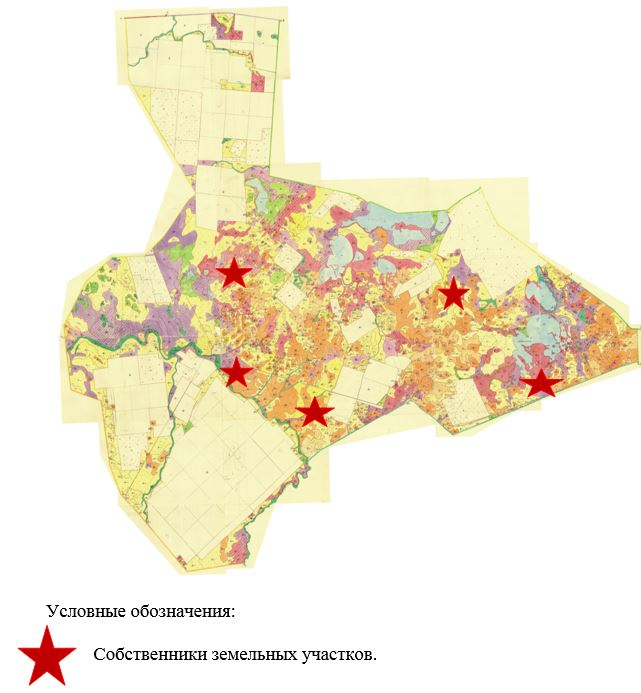 Условные обозначения:
Собственники земельных участков.